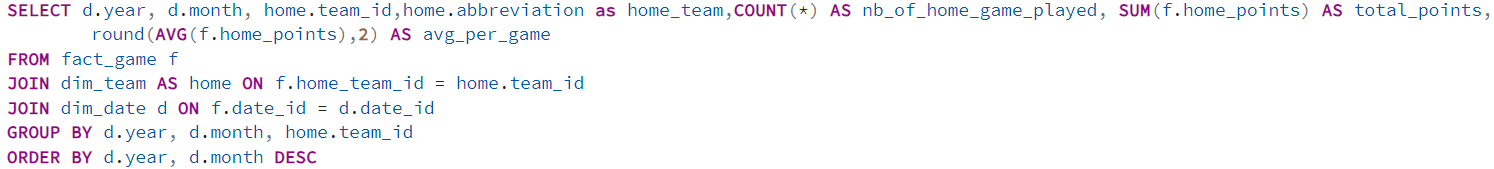 SELECT d.year, d.month, home.team_id,home.abbreviation as home_team,COUNT(*) AS nb_of_home_game_played, SUM(f.home_points) AS total_points,
round(AVG(f.home_points),2) AS avg_per_game
FROM fact_game f
JOIN dim_team AS home ON f.home_team_id = home.team_id
JOIN dim_date d ON f.date_id = d.date_id
GROUP BY d.year, d.month, home.team_id
ORDER BY d.year, d.month DESC